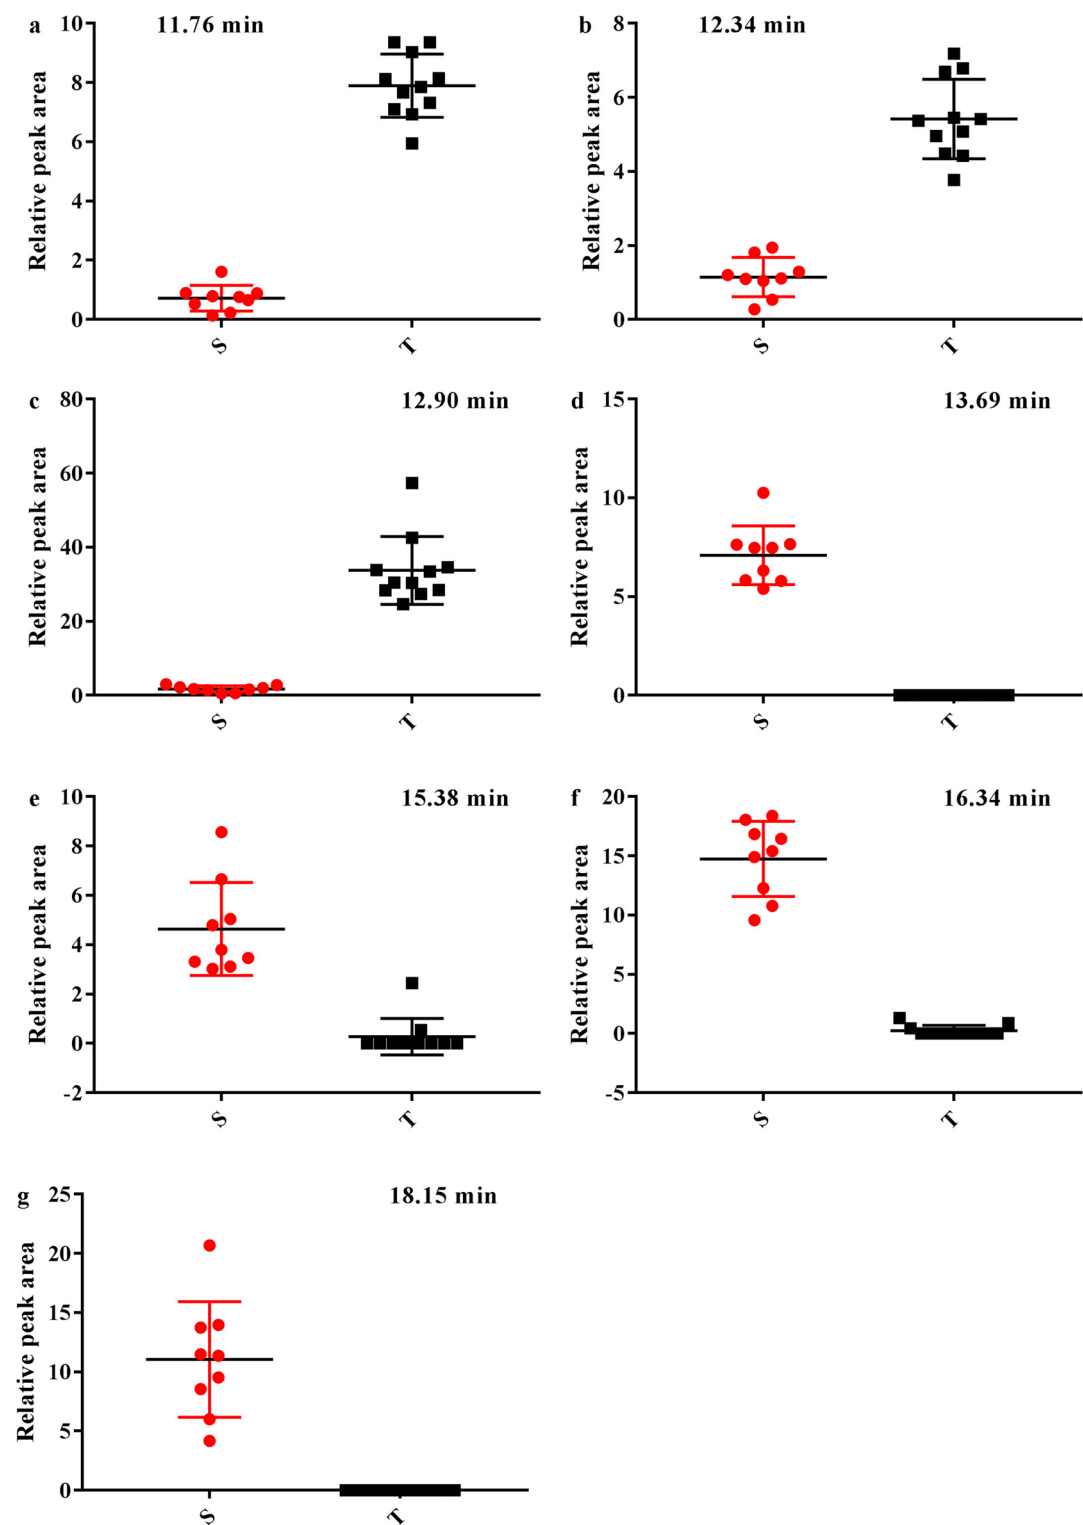 a 11.76 min
Relative peak area
10
8
6
4
2
0
S T
b 12.34 min
Relative peak area
8
6
4
2
0
S T
c 12.90 min
Relative peak area
80
60
40
20
0
S T
d 13.69 min
Relative peak area
15
10
5
0
S T
e 15.38 min
Relative peak area
10
8
6
4
2
0
-2
S T
f 16.34 min
Relative peak area
20
15
10
5
0
-5
S T
g 18.15 min
Relative peak area
25
20
15
10
5
0
S T